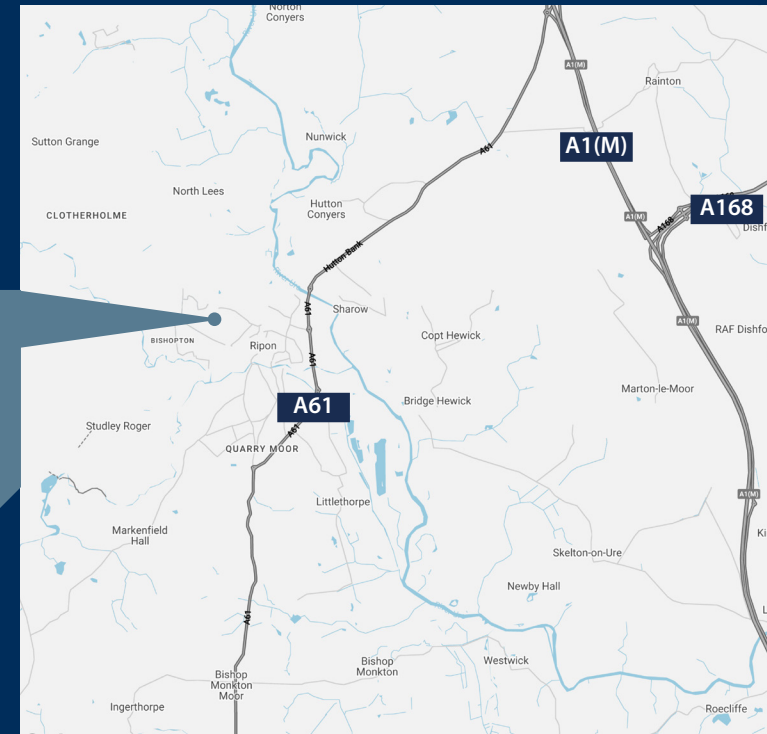 Norton
Conyers
A1(M)
Rainton
Sutton Grange
Nunwick
A61
A1(M)
North Lees
Hutton
Conyers
CLOTHERHOLME
A168
A1(M)
A168
Hutton Bank
A61
Sharow
A1(M)
Copt Hewick
BISHOPTON
Ripon
A61
Marton-le-Moor
Bridge Hewick
A61
Studley Roger
A61
QUARRY MOOR
A1(M)
Littlethorpe
Markenfield
Hall
Skelton-on-Ure
Newby Hall
A61
Bishop
Monkton
Westwick
Bishop
Monkton
Moor
Ingerthorpe
Roecliffe